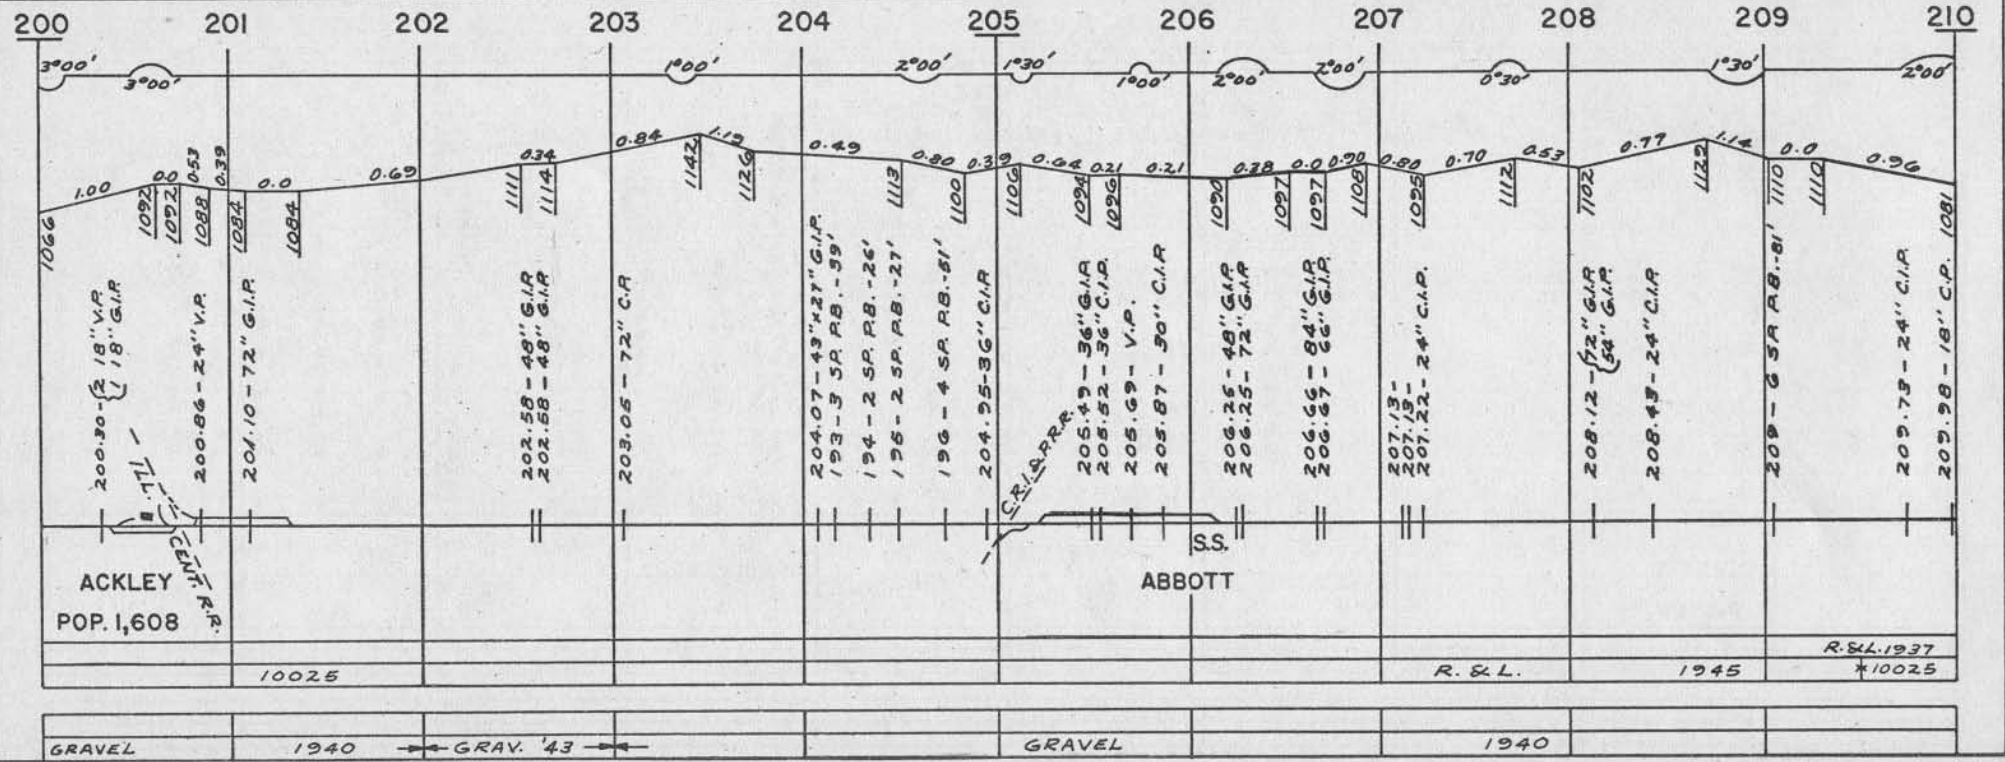 200 201 202 203 204 205 206 207 208 209 210
3°00' 3°00' 1°00' 2°00' 1°30' 1°00' 2°00' 2°00' 0°30' 1°30' 2°00'
1.00 0.0 0.53 0.39 0.0 0.69 0.34 0.84 1.19 0.49 0.80 0.39 0.64 0.21 0.21 0.38 0.0 0.90 0.80 0.70 0.53 0.77 1.14 0.0 0.96
1066 1092 1092 1088 1084 1084 1111 1114 1142 1126 1113 1100 1106 1094 1096 1090 1097 1097 1108 1095 1112 1102 1129 1110 1110 1081
200.30-{2 18" V.P.
1 18" G.I.P.
200.86-24" V.P.
201.10-72" G.I.P.
202.58-48" G.I.P.
202.58-48" G.I.P.
203.05-72" C.P.
204.07-43"x27" G.I.P.
193-3 SP. P.B.-39'
194-2 SP. P.B.-26'
195-2 SP. P.B.-27'
196-4 SP. P.B.-51'
204.95-36" C.I.P.
205.49-36" G.I.P.
205.52-36" C.I.P.
205.69-V.P.
205.87-30" C.I.P.
206.25-48" G.I.P.
206.25-72" G.I.P.
206.66-84" G.I.P.
206.67-66" G.I.P.
207.13-
207.13-
207.22-24" C.I.P.
208.12-{72" G.I.P.
54" G.I.P.
208.43-24" C.I.P.
209-6 SP. P.B.-81'
209.73-24" C.I.P.
209.98-18" C.P.
ILL. CENT. R.R.
C.R.I.&P.R.R.
S.S.
ACKLEY
POP. 1,608
ABBOTT
R.&L. 1937
10025 R.&L. 1945 *10025
GRAVEL 1940 GRAV. '43 GRAVEL 1940